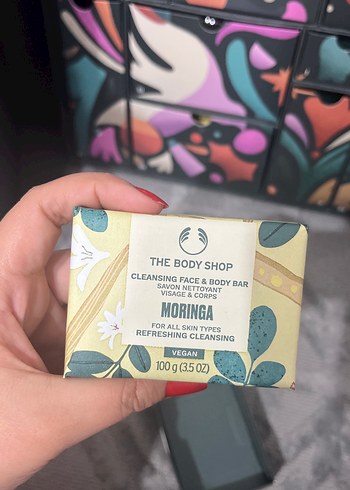 THE BODY SHOP
CLEANSING FACE & BODY BAR
SAVON NETTOYANT
VISAGE & CORPS
MORINGA
FOR ALL SKIN TYPES
REFRESHING CLEANSING
VEGAN
100 g (3.5 OZ)